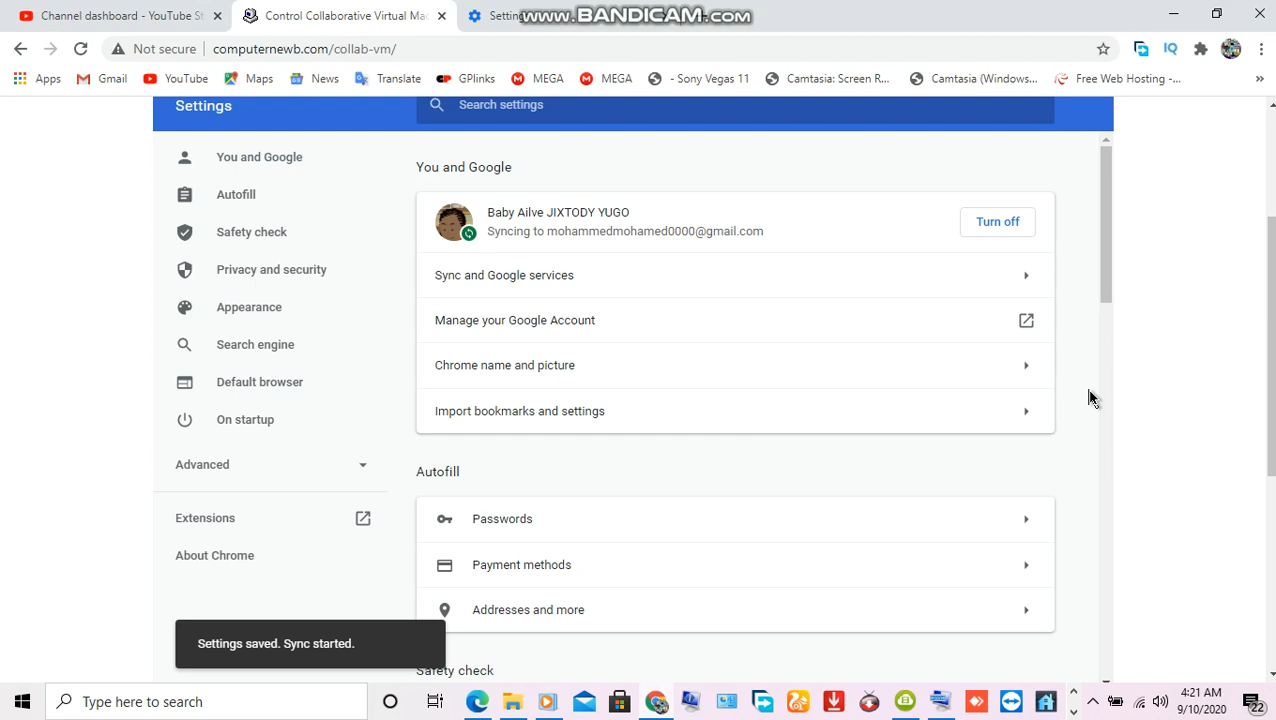 Channel dashboard - YouTube St
Control Collaborative Virtual Ma
Setting
www.BANDICAM.com
Not secure
computernewb.com/collab-vm/
Apps
Gmail
YouTube
Maps
News
Translate
GPlinks
MEGA
MEGA
- Sony Vegas 11
Camtasia: Screen R...
Camtasia (Windows...
Free Web Hosting -...
»
Settings
Search settings
You and Google
Autofill
Safety check
Privacy and security
Appearance
Search engine
Default browser
On startup
Advanced
Extensions
About Chrome
You and Google
Baby Ailve JIXTODY YUGO
Syncing to mohammedmohamed0000@gmail.com
Turn off
Sync and Google services
Manage your Google Account
Chrome name and picture
Import bookmarks and settings
Autofill
Passwords
Payment methods
Addresses and more
Safety check
Settings saved. Sync started.
Type here to search
4:21 AM
9/10/2020
22